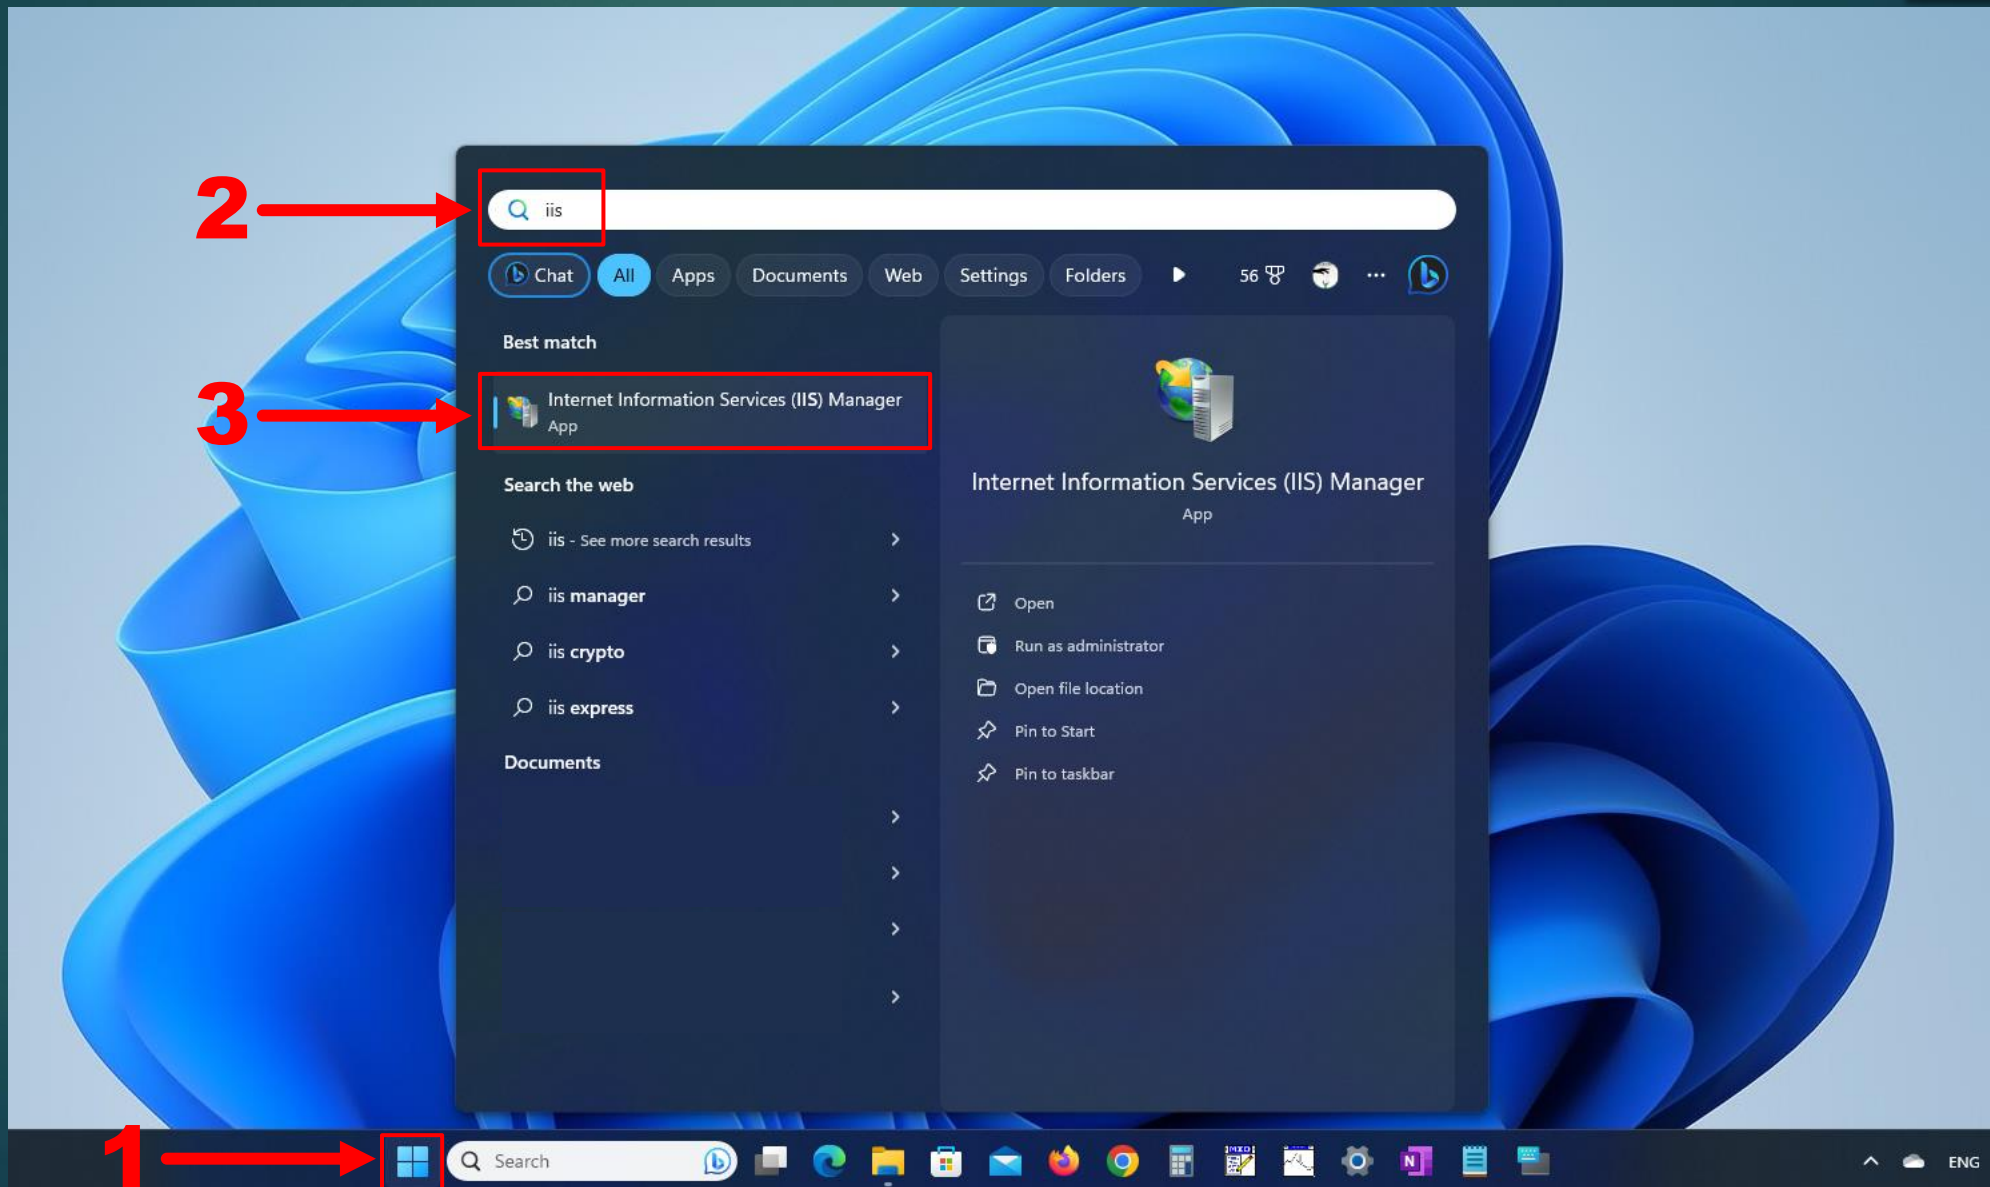 2
iis
Chat
All
Apps
Documents
Web
Settings
Folders
56
Best match
3
Internet Information Services (IIS) Manager
App
Search the web
iis - See more search results
iis manager
iis crypto
iis express
Documents
Internet Information Services (IIS) Manager
App
Open
Run as administrator
Open file location
Pin to Start
Pin to taskbar
1
Search
ENG